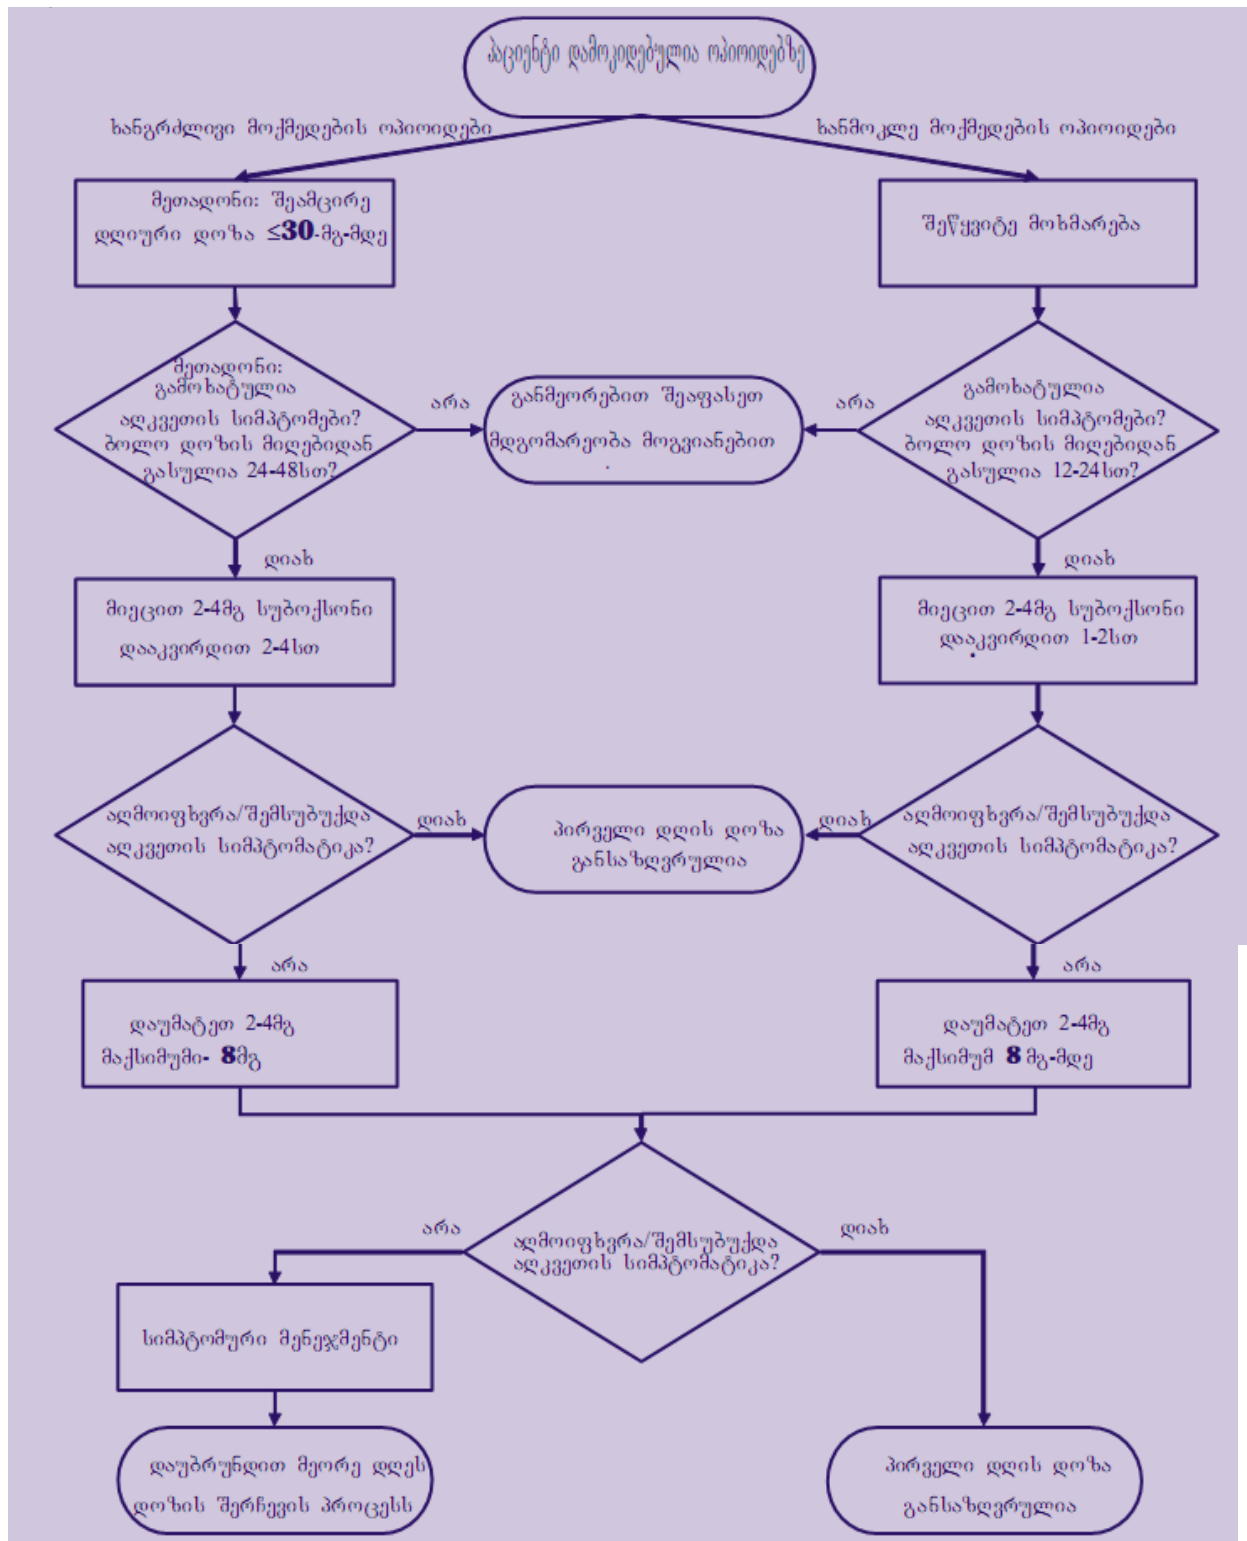 პაციენტი დამოკიდებულია ოპიოიდებზე
ხანგრძლივი მოქმედების ოპიოიდები
ხანმოკლე მოქმედების ოპიოიდები
მეთადონი: შეამცირე
დღიური დოზა ≤30-მგ-მდე
შეწყვიტე მოხმარება
მეთადონი:
გამოხატულია
აღკვეთის სიმპტომები?
ბოლო დოზის მიღებიდან
გასულია 24-48სთ?
არა
განმეორებით შეაფასეთ
მდგომარეობა მოგვიანებით
.
არა
გამოხატულია
აღკვეთის სიმპტომები?
ბოლო დოზის მიღებიდან
გასულია 12-24სთ?
დიახ
დიახ
მიეცით 2-4მგ სუბოქსონი
დააკვირდით 2-4სთ
მიეცით 2-4მგ სუბოქსონი
დააკვირდით 1-2სთ
.
აღმოიფხვრა/შემსუბუქდა
აღკვეთის სიმპტომატიკა?
დიახ
პირველი დღის დოზა
განსაზღვრულია
დიახ
აღმოიფხვრა/შემსუბუქდა
აღკვეთის სიმპტომატიკა?
არა
არა
დაუმატეთ 2-4მგ
მაქსიმუმი- 8მგ
დაუმატეთ 2-4მგ
მაქსიმუმ 8 მგ-მდე
არა
აღმოიფხვრა/შემსუბუქდა
აღკვეთის სიმპტომატიკა?
დიახ
სიმპტომური მენეჯმენტი
დაუბრუნდით მეორე დღეს
დოზის შერჩევის პროცესს
პირველი დღის დოზა
განსაზღვრულია